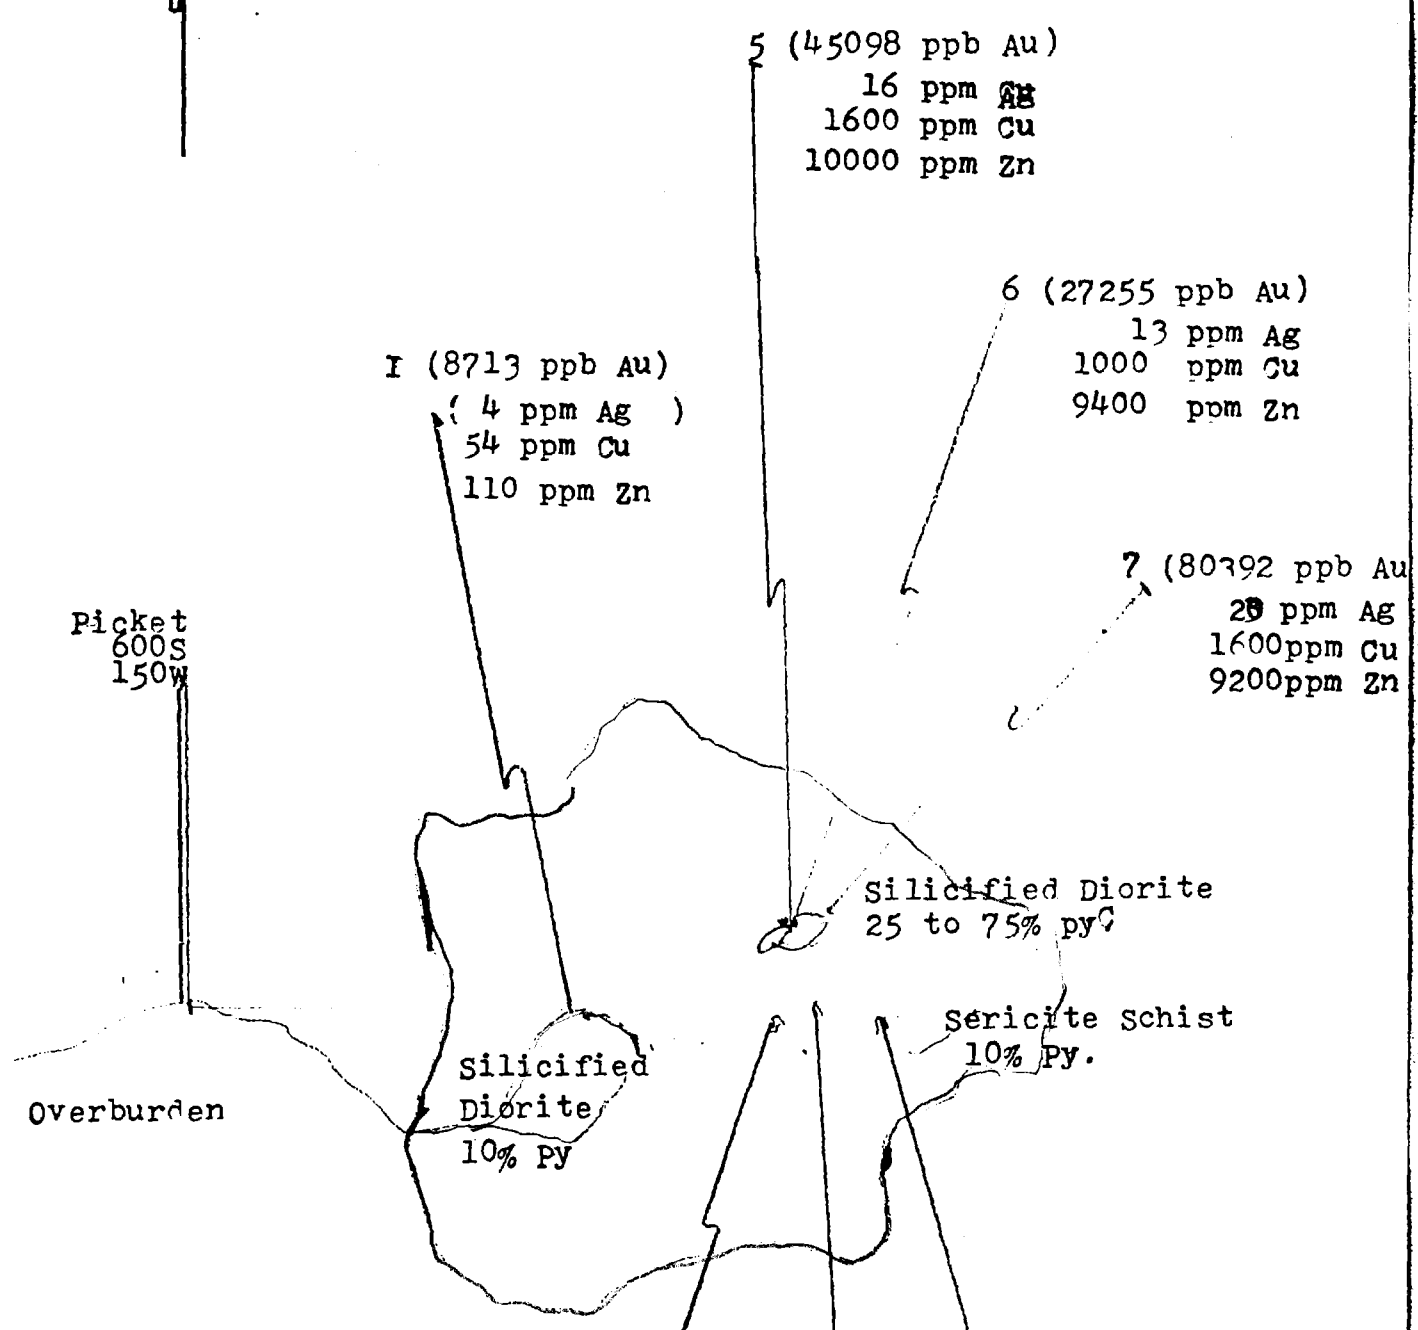 5 (45098 ppb Au)
16 ppm Ag
1600 ppm Cu
10000 ppm Zn
6 (27255 ppb Au)
13 ppm Ag
1000 ppm Cu
9400 ppm Zn
I (8713 ppb Au)
( 4 ppm Ag )
54 ppm Cu
110 ppm Zn
7 (80392 ppb Au
ppm Ag
1600ppm Cu
9200ppm Zn
Picket
600S
150W
Silicified Diorite
25 to 75% py
Sericite Schist
10% Py.
Silicified
Diorite
10% Py
Overburden